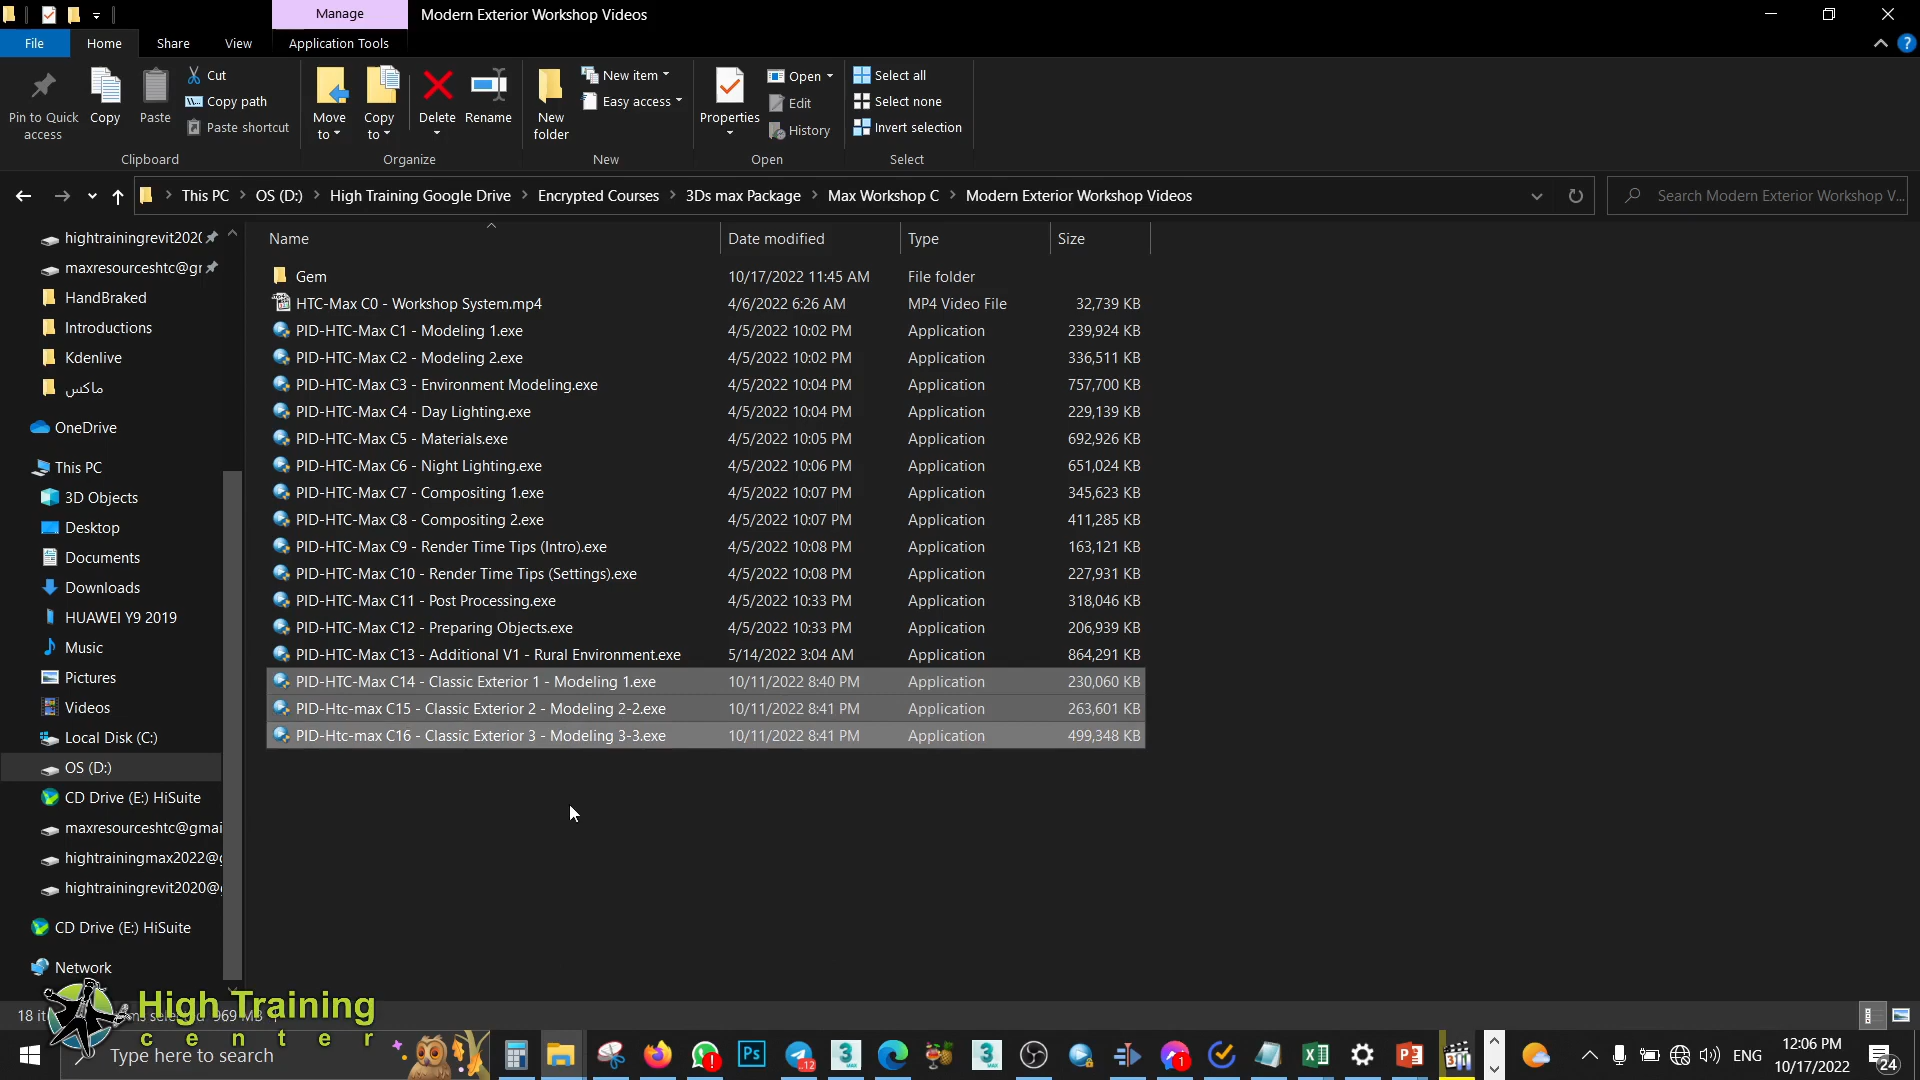 Manage
Modern Exterior Workshop Videos
File
Home
Share
View
Application Tools
Pin to Quick access
Copy
Paste
Cut
Copy path
Paste shortcut
Clipboard
Move to
Copy to
Delete
Rename
Organize
New folder
New item
Easy access
New
Properties
Open
Edit
History
Open
Select all
Select none
Invert selection
Select
This PC > OS (D:) > High Training Google Drive > Encrypted Courses > 3Ds max Package > Max Workshop C > Modern Exterior Workshop Videos
Search Modern Exterior Workshop V...
hightrainingrevit202
maxresourceshtc@gr
HandBraked
Introductions
Kdenlive
ماكس
OneDrive
This PC
3D Objects
Desktop
Documents
Downloads
HUAWEI Y9 2019
Music
Pictures
Videos
Local Disk (C:)
OS (D:)
CD Drive (E:) HiSuite
maxresourceshtc@gmai
hightrainingmax2022@
hightrainingrevit2020@
CD Drive (E:) HiSuite
Network
Name Date modified Type Size
Gem 10/17/2022 11:45 AM File folder
HTC-Max C0 - Workshop System.mp4 4/6/2022 6:26 AM MP4 Video File 32,739 KB
PID-HTC-Max C1 - Modeling 1.exe 4/5/2022 10:02 PM Application 239,924 KB
PID-HTC-Max C2 - Modeling 2.exe 4/5/2022 10:02 PM Application 336,511 KB
PID-HTC-Max C3 - Environment Modeling.exe 4/5/2022 10:04 PM Application 757,700 KB
PID-HTC-Max C4 - Day Lighting.exe 4/5/2022 10:04 PM Application 229,139 KB
PID-HTC-Max C5 - Materials.exe 4/5/2022 10:05 PM Application 692,926 KB
PID-HTC-Max C6 - Night Lighting.exe 4/5/2022 10:06 PM Application 651,024 KB
PID-HTC-Max C7 - Compositing 1.exe 4/5/2022 10:07 PM Application 345,623 KB
PID-HTC-Max C8 - Compositing 2.exe 4/5/2022 10:07 PM Application 411,285 KB
PID-HTC-Max C9 - Render Time Tips (Intro).exe 4/5/2022 10:08 PM Application 163,121 KB
PID-HTC-Max C10 - Render Time Tips (Settings).exe 4/5/2022 10:08 PM Application 227,931 KB
PID-HTC-Max C11 - Post Processing.exe 4/5/2022 10:33 PM Application 318,046 KB
PID-HTC-Max C12 - Preparing Objects.exe 4/5/2022 10:33 PM Application 206,939 KB
PID-HTC-Max C13 - Additional V1 - Rural Environment.exe 5/14/2022 3:04 AM Application 864,291 KB
PID-HTC-Max C14 - Classic Exterior 1 - Modeling 1.exe 10/11/2022 8:40 PM Application 230,060 KB
PID-Htc-max C15 - Classic Exterior 2 - Modeling 2-2.exe 10/11/2022 8:41 PM Application 263,601 KB
PID-Htc-max C16 - Classic Exterior 3 - Modeling 3-3.exe 10/11/2022 8:41 PM Application 499,348 KB
High Training
center
18 969 MB
Type here to search
Ps
12
1
ENG
12:06 PM
10/17/2022
24